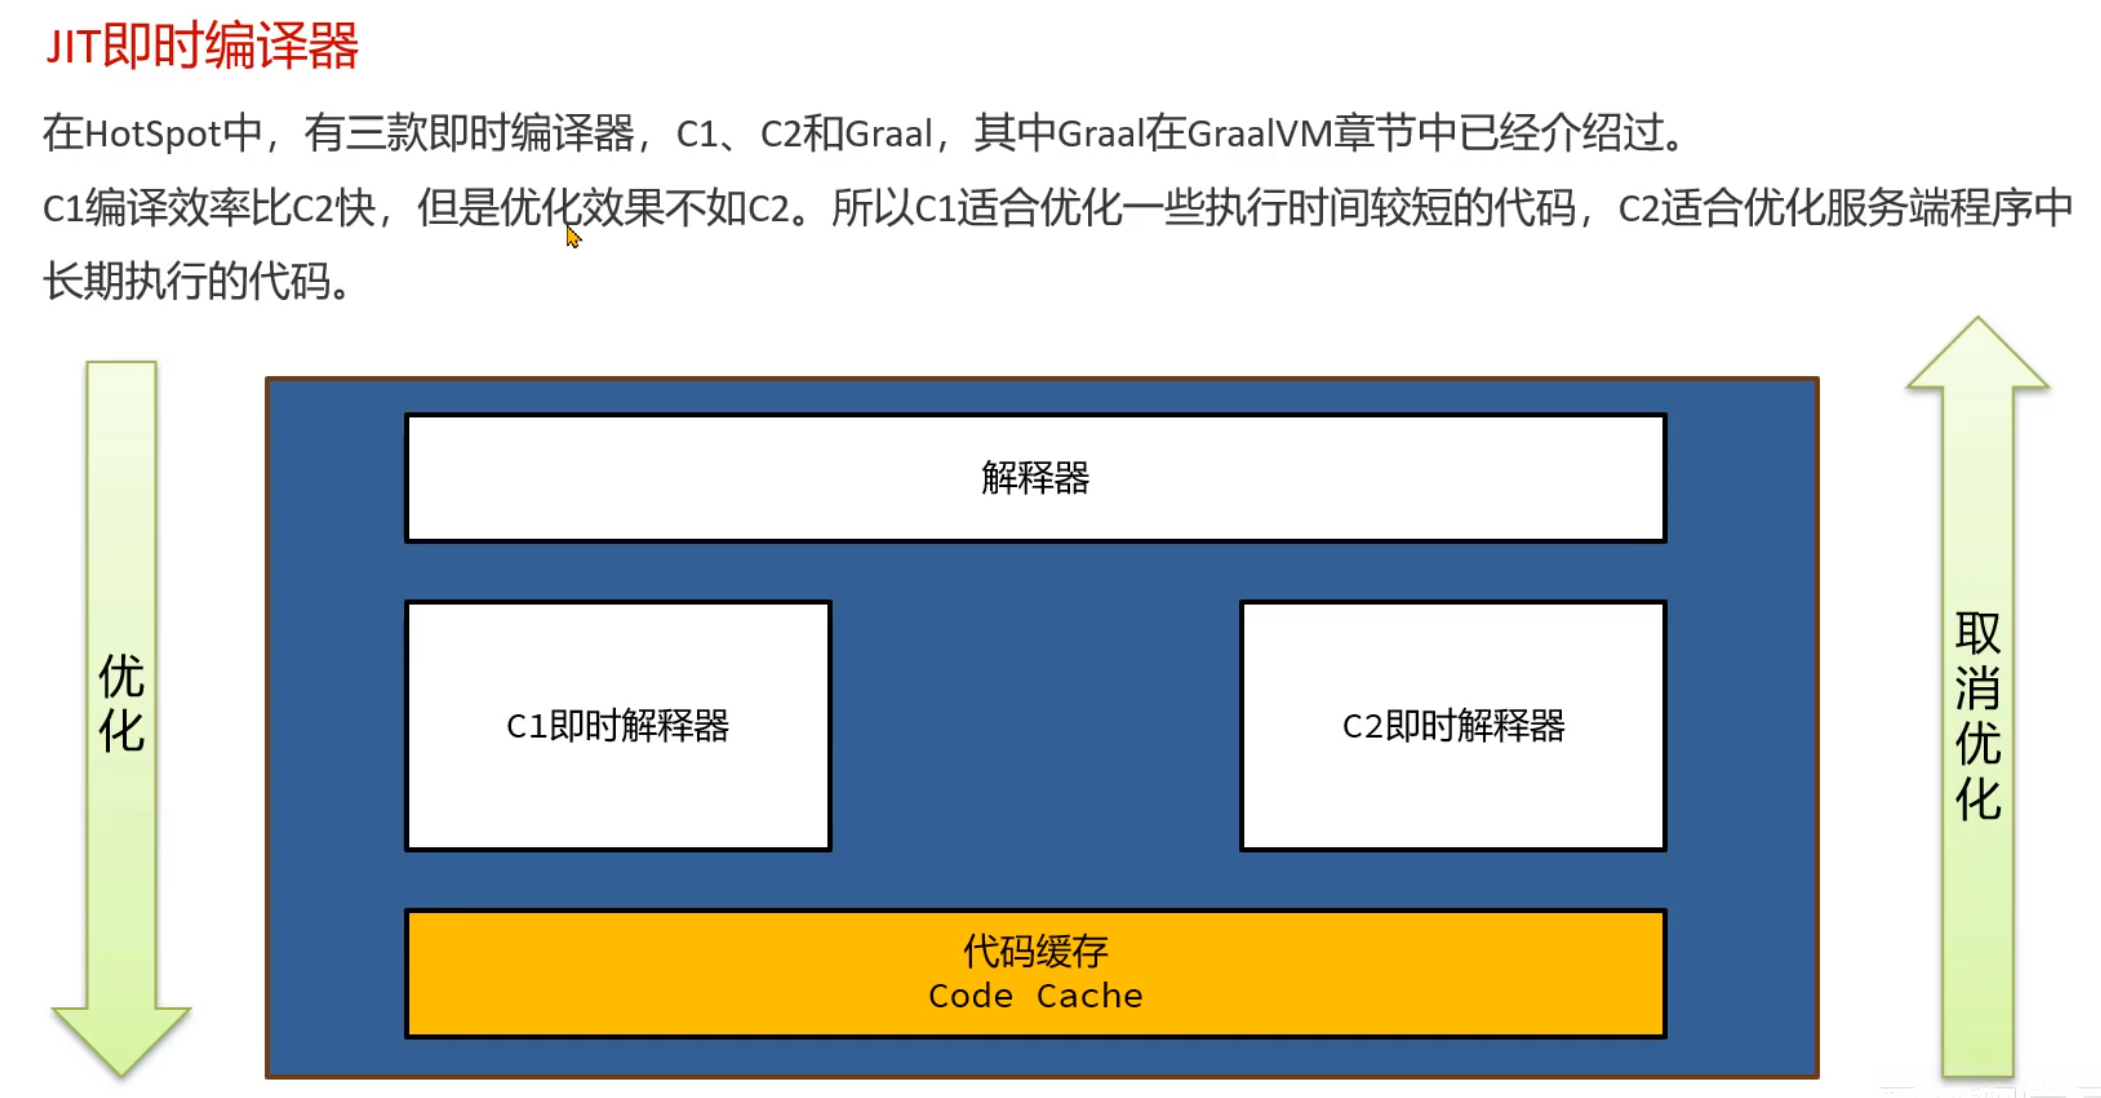 JIT即时编译器
在HotSpot中，有三款即时编译器，C1、C2和Graal，其中Graal在GraalVM章节中已经介绍过。
C1编译效率比C2快，但是优化效果不如C2。所以C1适合优化一些执行时间较短的代码，C2适合优化服务端程序中
长期执行的代码。
解释器
C1即时解释器
C2即时解释器
优化
取消优化
代码缓存
Code Cache